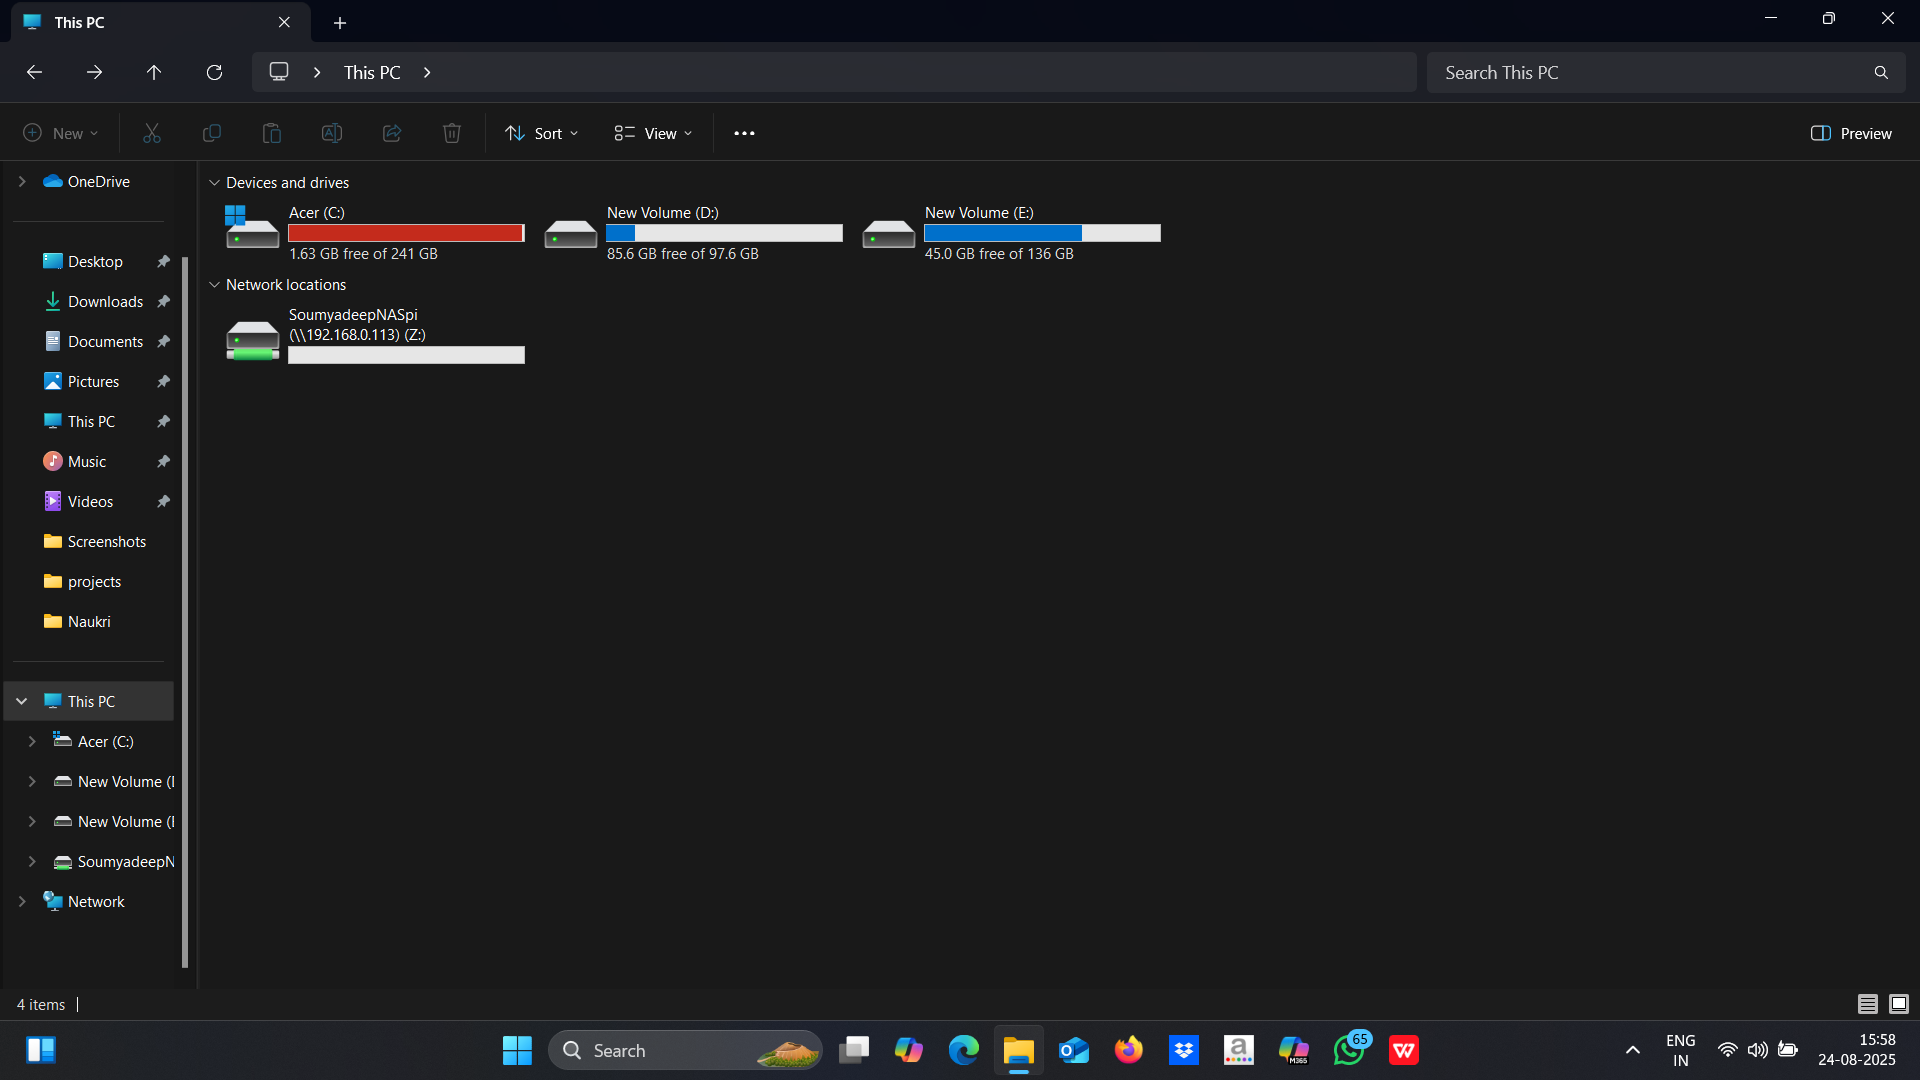 This PC
This PC
Search This PC
New
Sort
View
Preview
OneDrive
Desktop
Downloads
Documents
Pictures
This PC
Music
Videos
Screenshots
projects
Naukri
This PC
Acer (C:)
New Volume (
New Volume (
SoumyadeepN
Network
Devices and drives
Acer (C:)
1.63 GB free of 241 GB
New Volume (D:)
85.6 GB free of 97.6 GB
New Volume (E:)
45.0 GB free of 136 GB
Network locations
SoumyadeepNASpi
(\\192.168.0.113) (Z:)
4 items
Search
M365
65
ENG
IN
15:58
24-08-2025